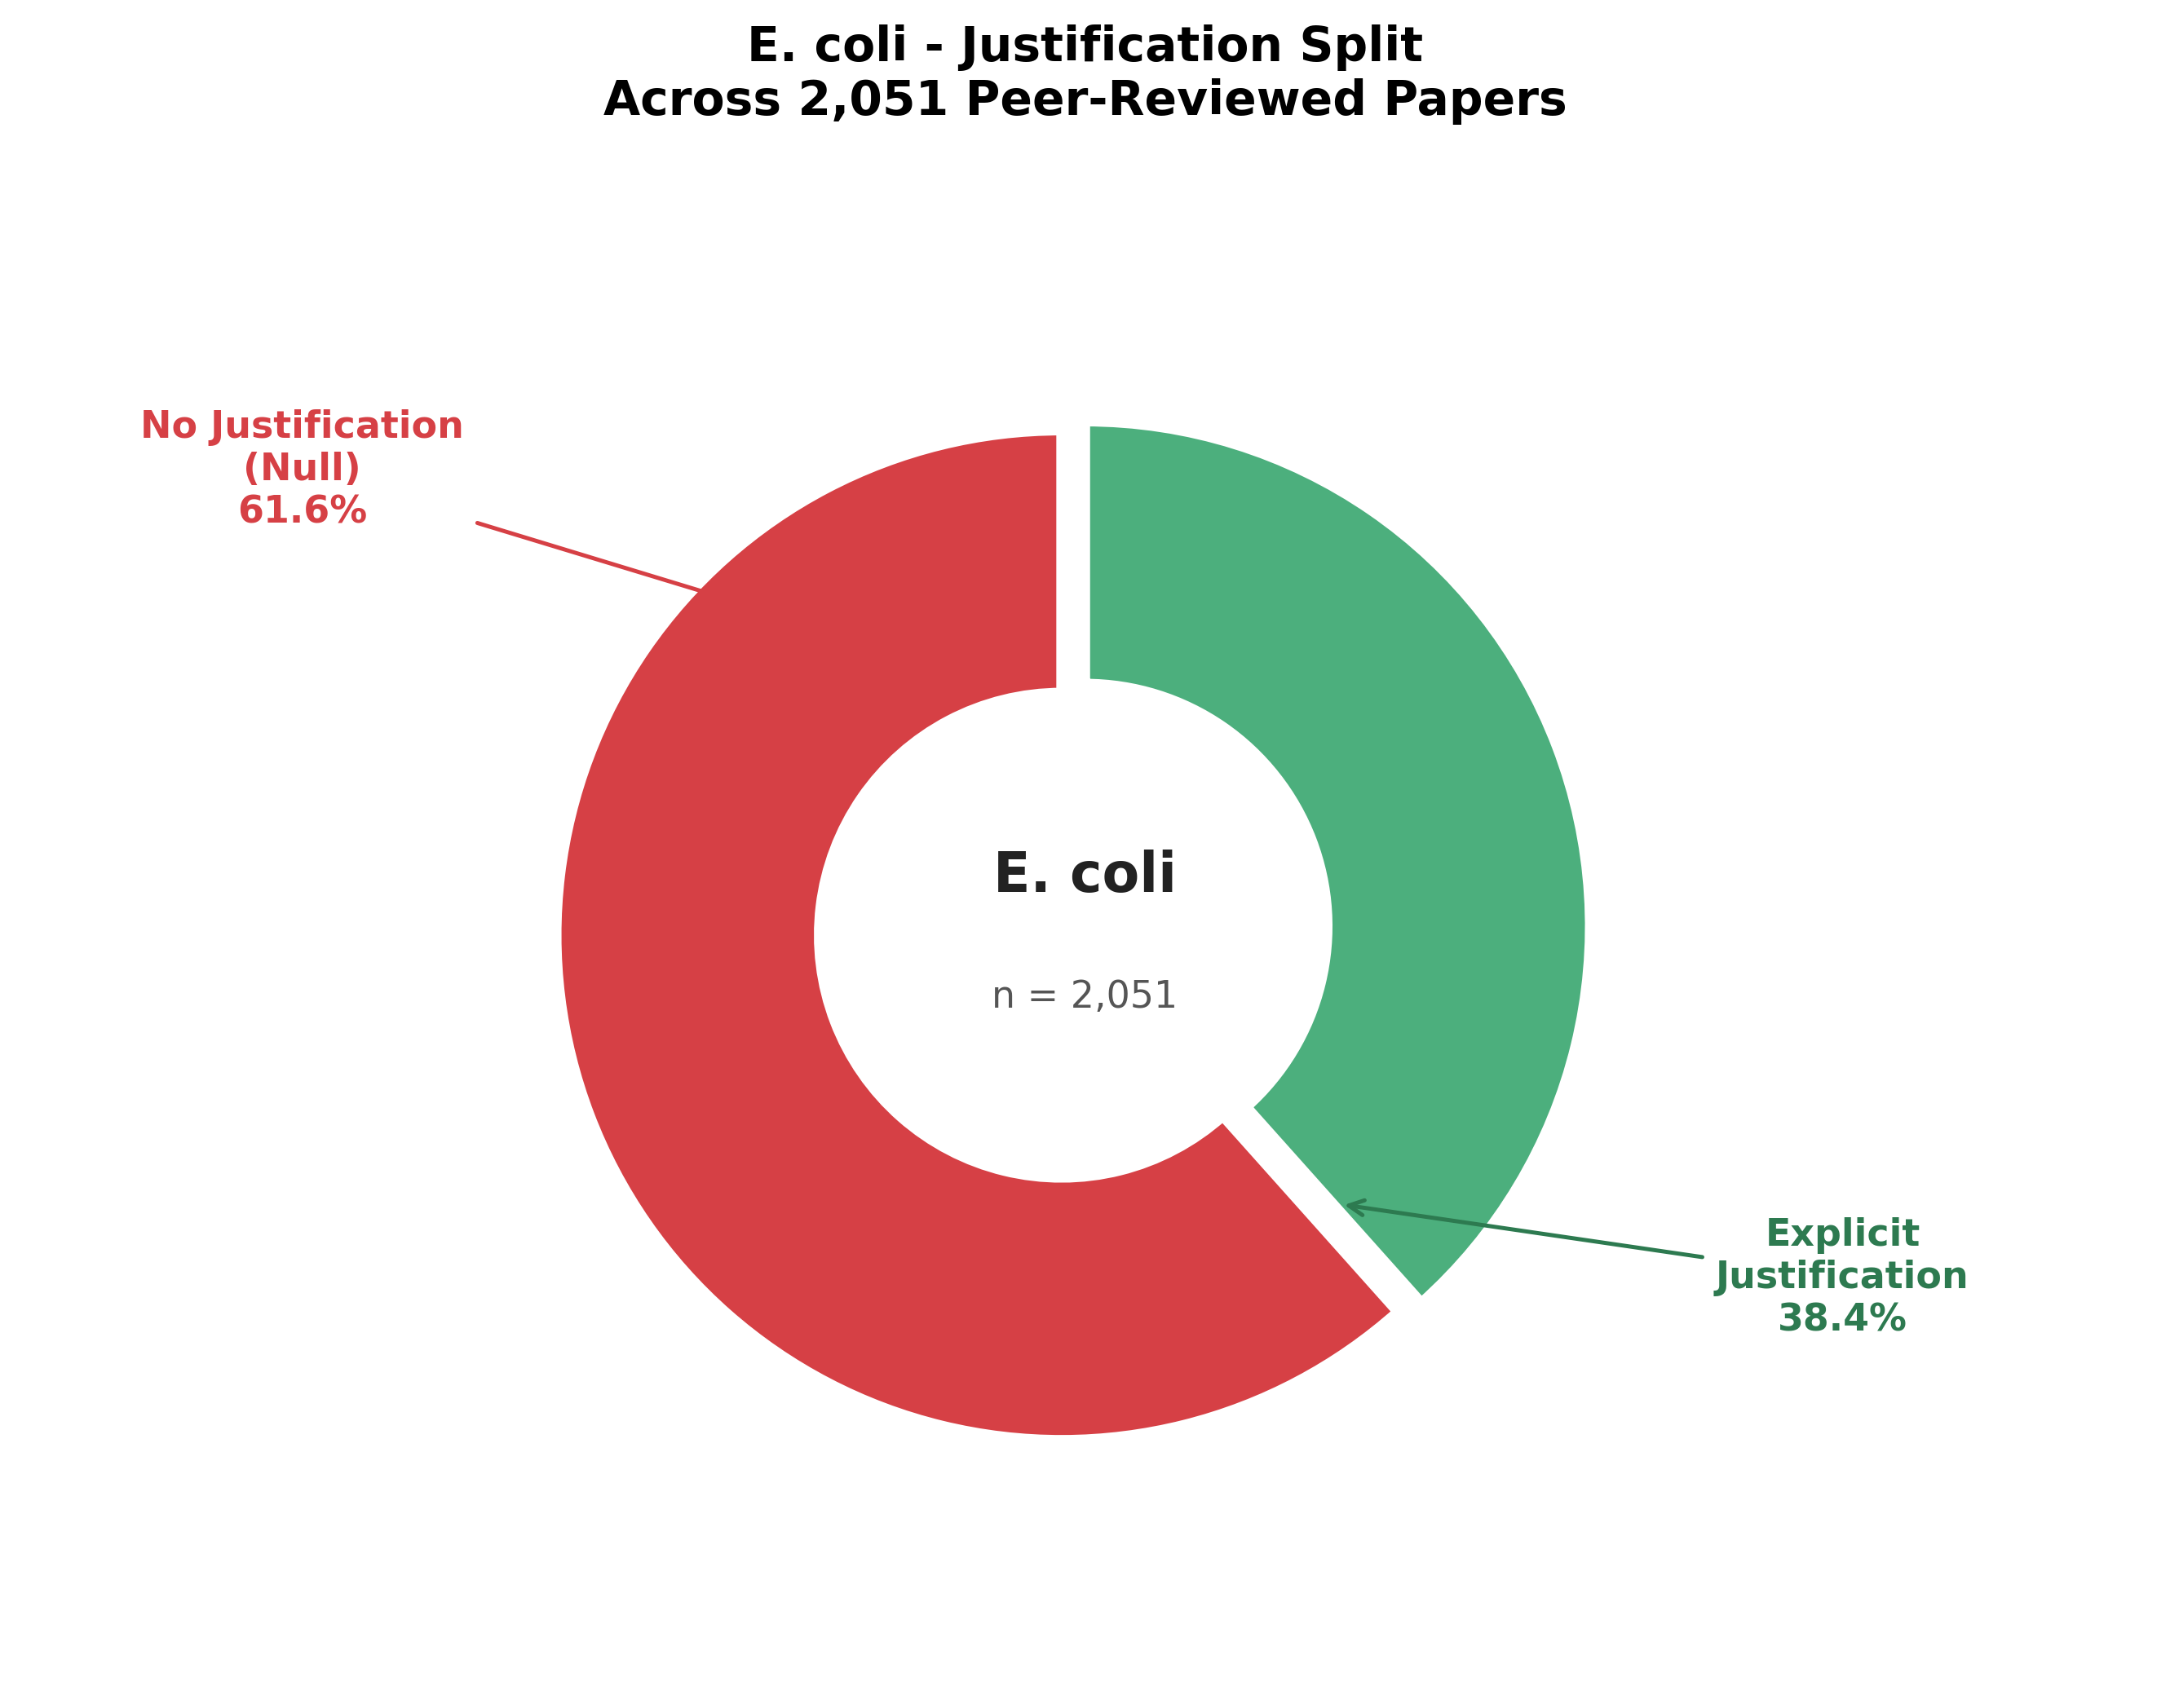 E. coli - Justification Split
Across 2,051 Peer-Reviewed Papers
No Justification
(Null)
61.6%
E. coli
n = 2,051
Explicit
Justification
38.4%